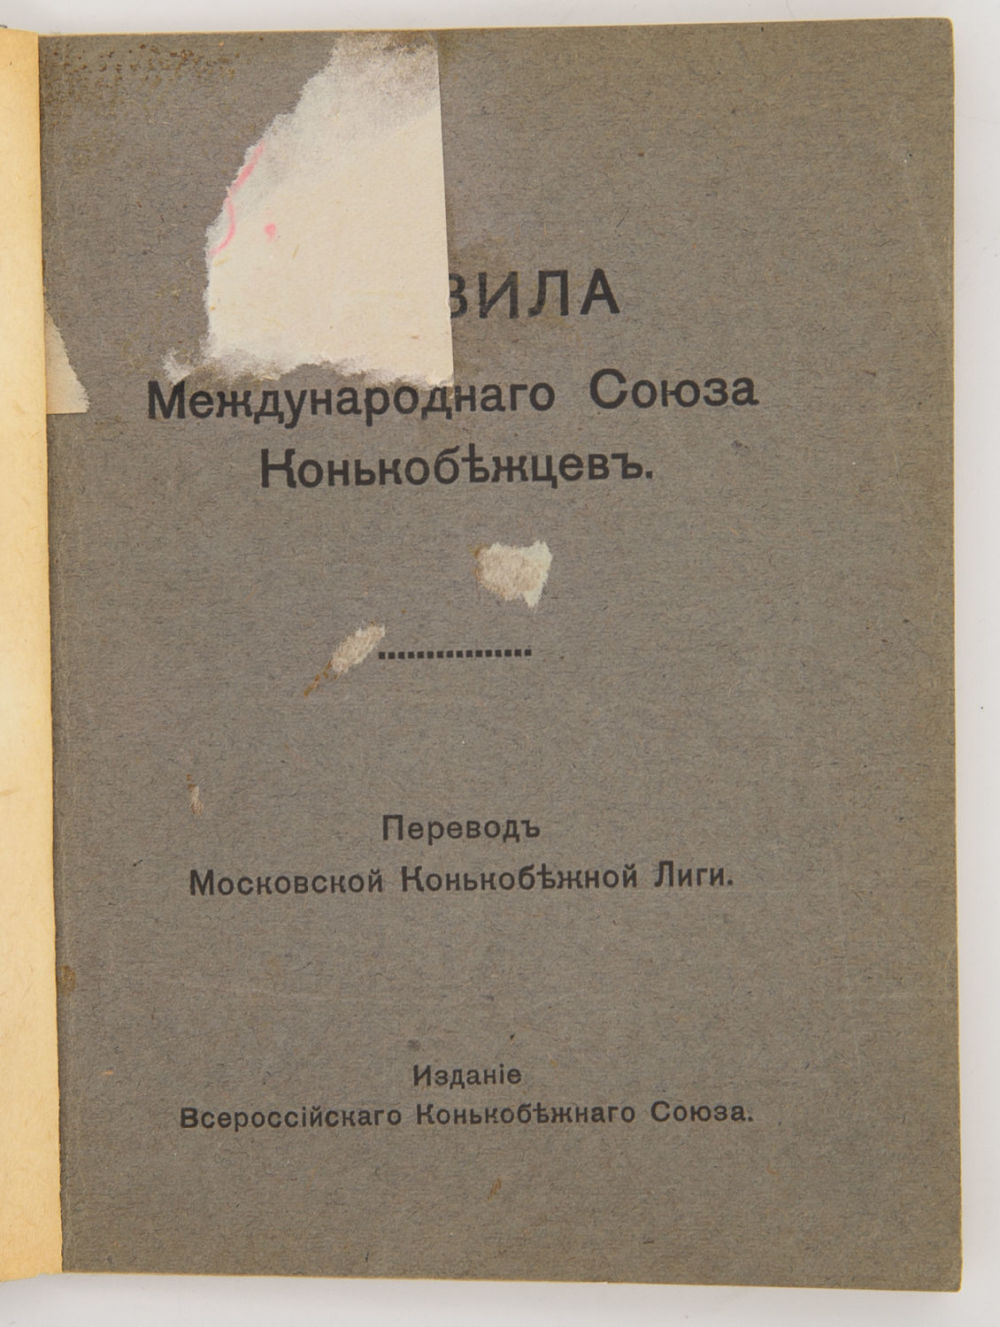 ВИЛА
Международнаго Союза
Конькобѣжцевъ.
Переводъ
Московской Конькобѣжной Лиги.
Изданіе
Всероссійскаго Конькобѣжнаго Союза.